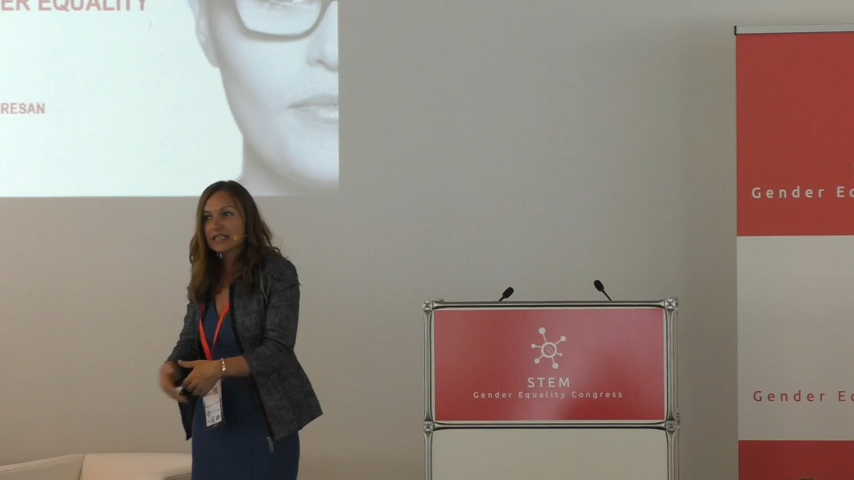 ER EQUALITY
RESAN
STEM
Gender Equality Congress
Gender E
Gender E